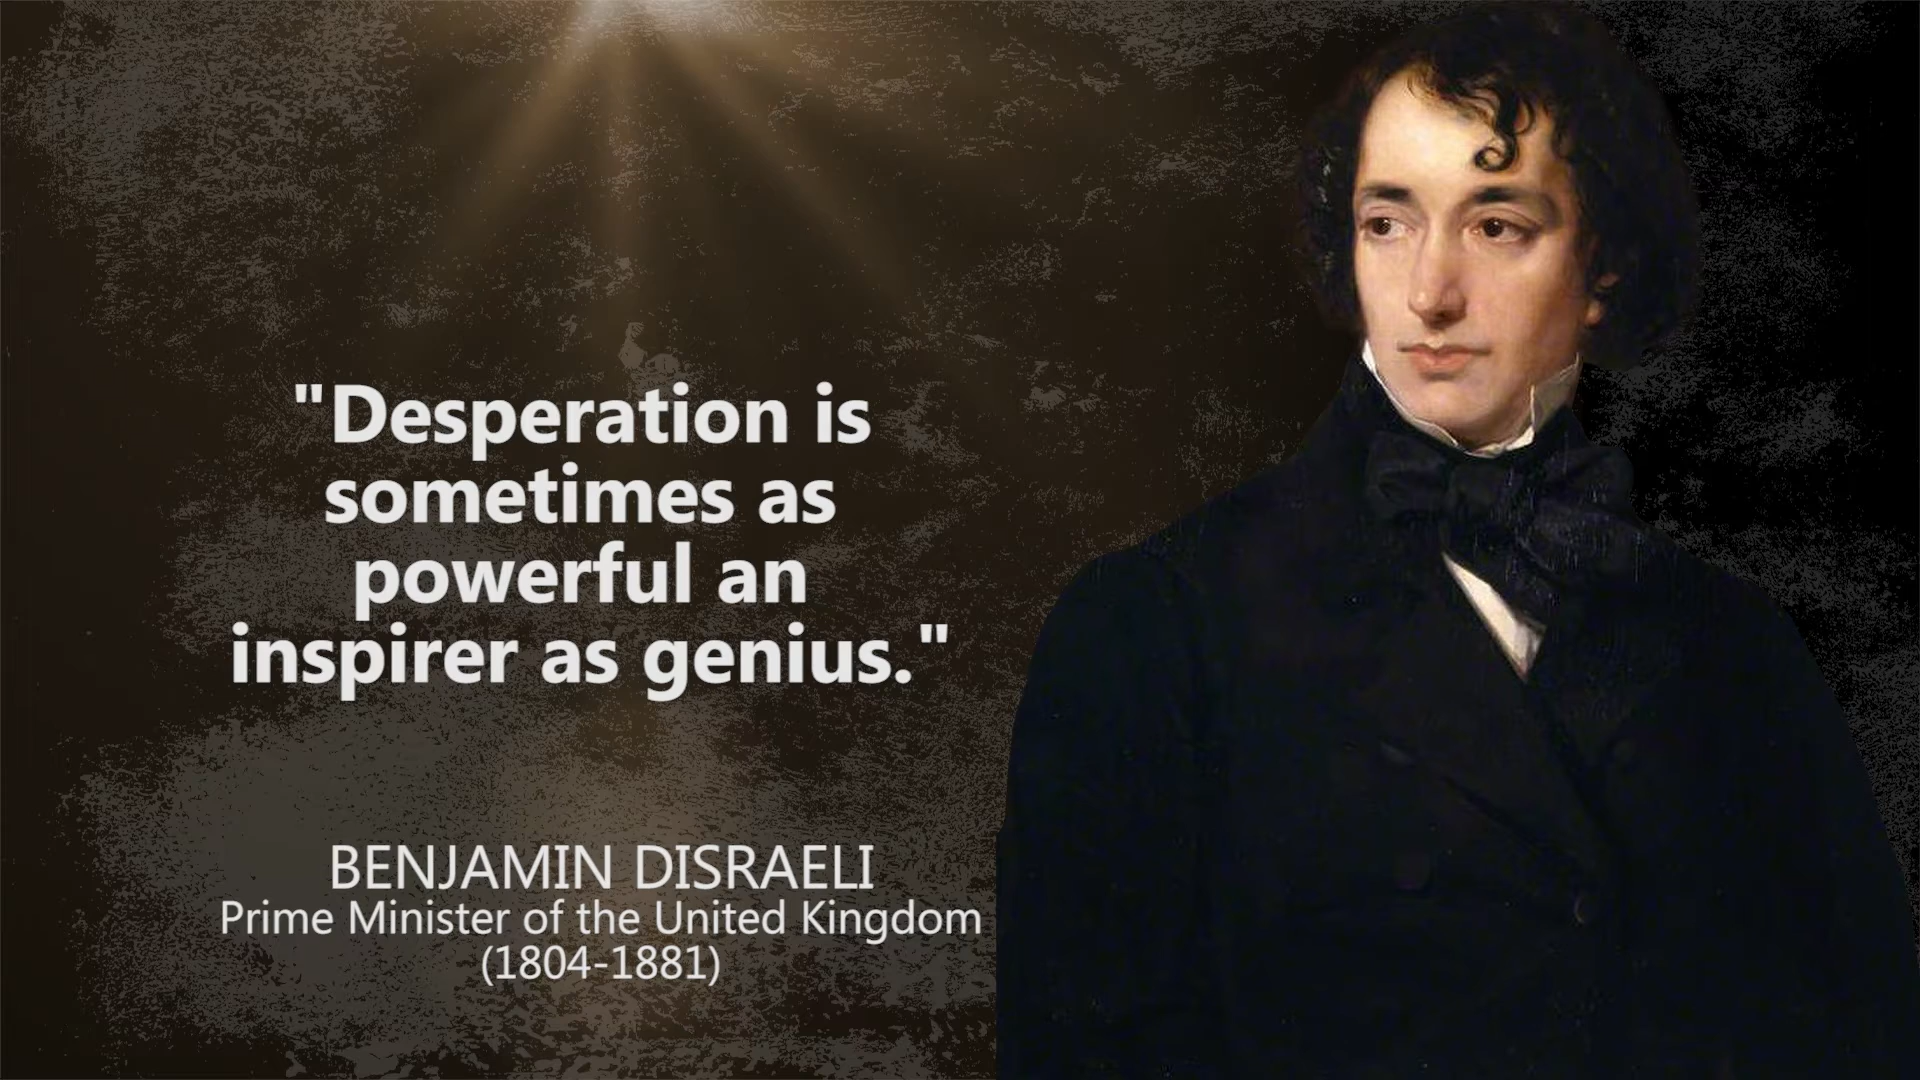 "Desperation is
sometimes as
powerful an
inspirer as genius."
BENJAMIN DISRAELI
Prime Minister of the United Kingdom
(1804-1881)